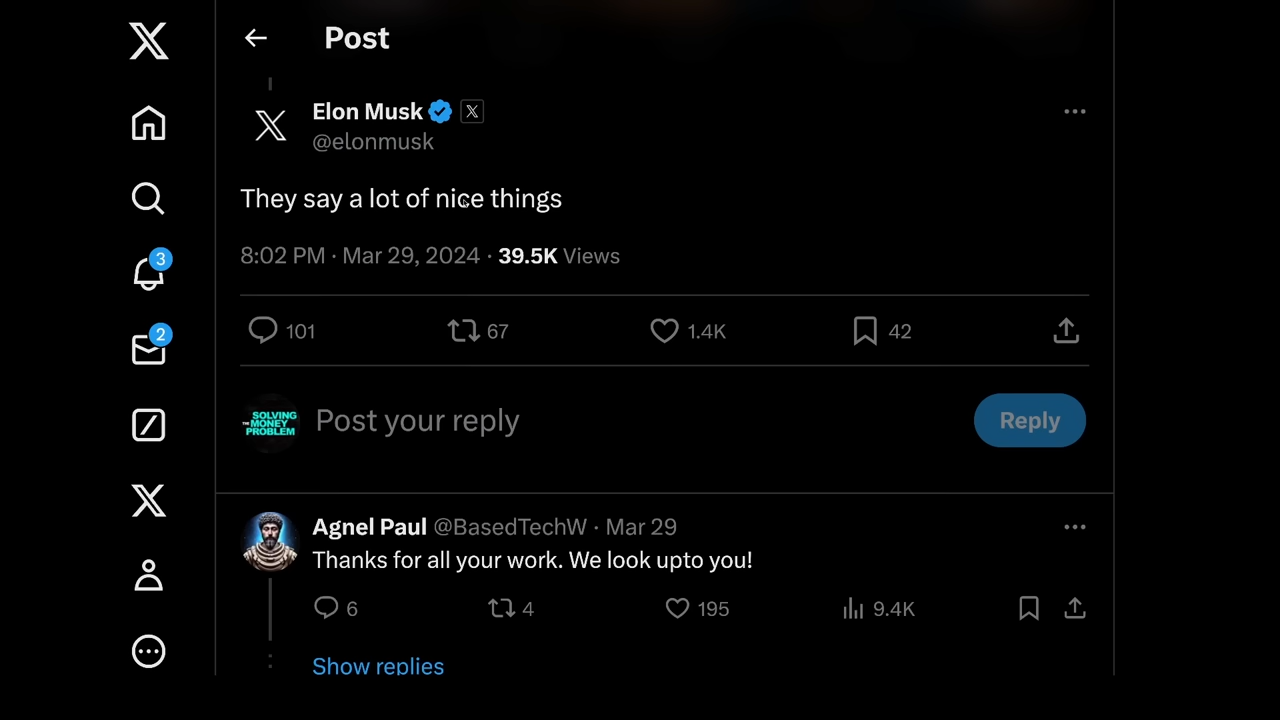 Post
Elon Musk
@elonmusk
They say a lot of nice things
8:02 PM · Mar 29, 2024 · 39.5K Views
101 67 1.4K 42
3
2
SOLVING
THE MONEY
PROBLEM
Post your reply
Reply
Agnel Paul @BasedTechW · Mar 29
Thanks for all your work. We look upto you!
6 4 195 9.4K
Show replies